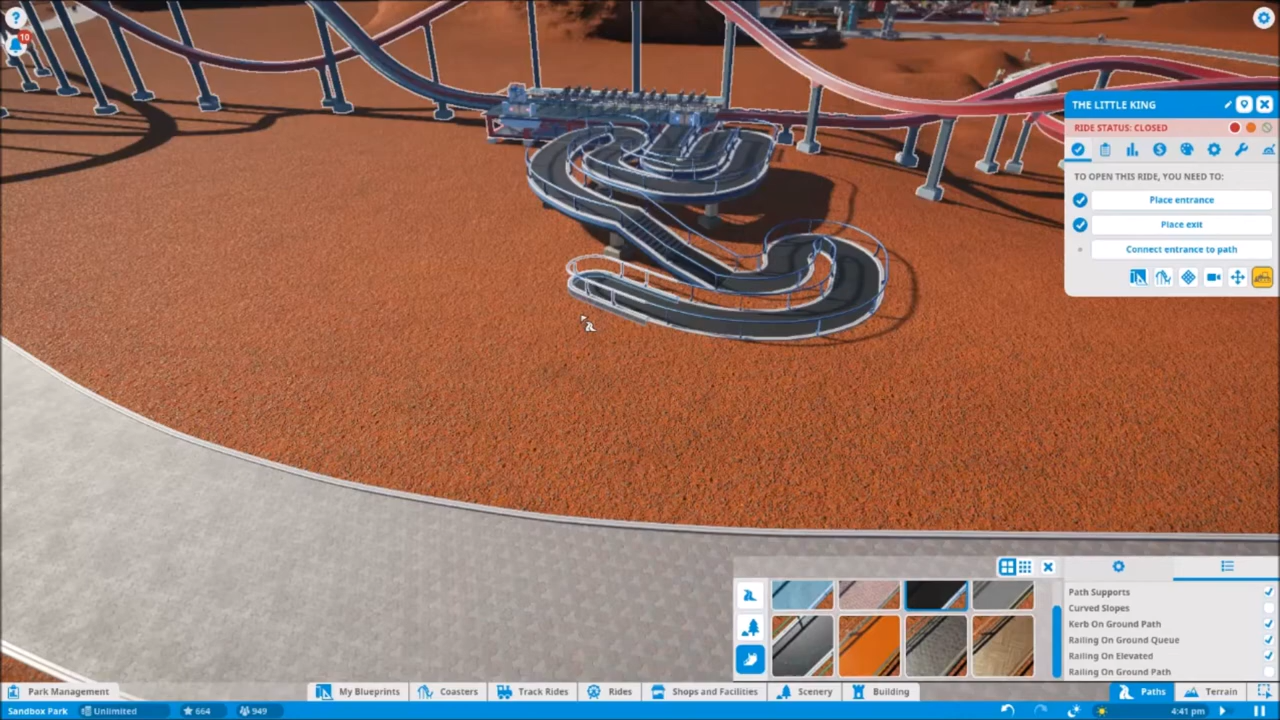 ?
10
THE LITTLE KING
RIDE STATUS: CLOSED
TO OPEN THIS RIDE, YOU NEED TO:
Place entrance
Place exit
Connect entrance to path
Path Supports
Curved Slopes
Kerb On Ground Path
Railing On Ground Queue
Railing On Elevated
Railing On Ground Path
Park Management
My Blueprints
Coasters
Track Rides
Rides
Shops and Facilities
Scenery
Building
Paths
Terrain
Sandbox Park
Unlimited
664
949
4:41 pm